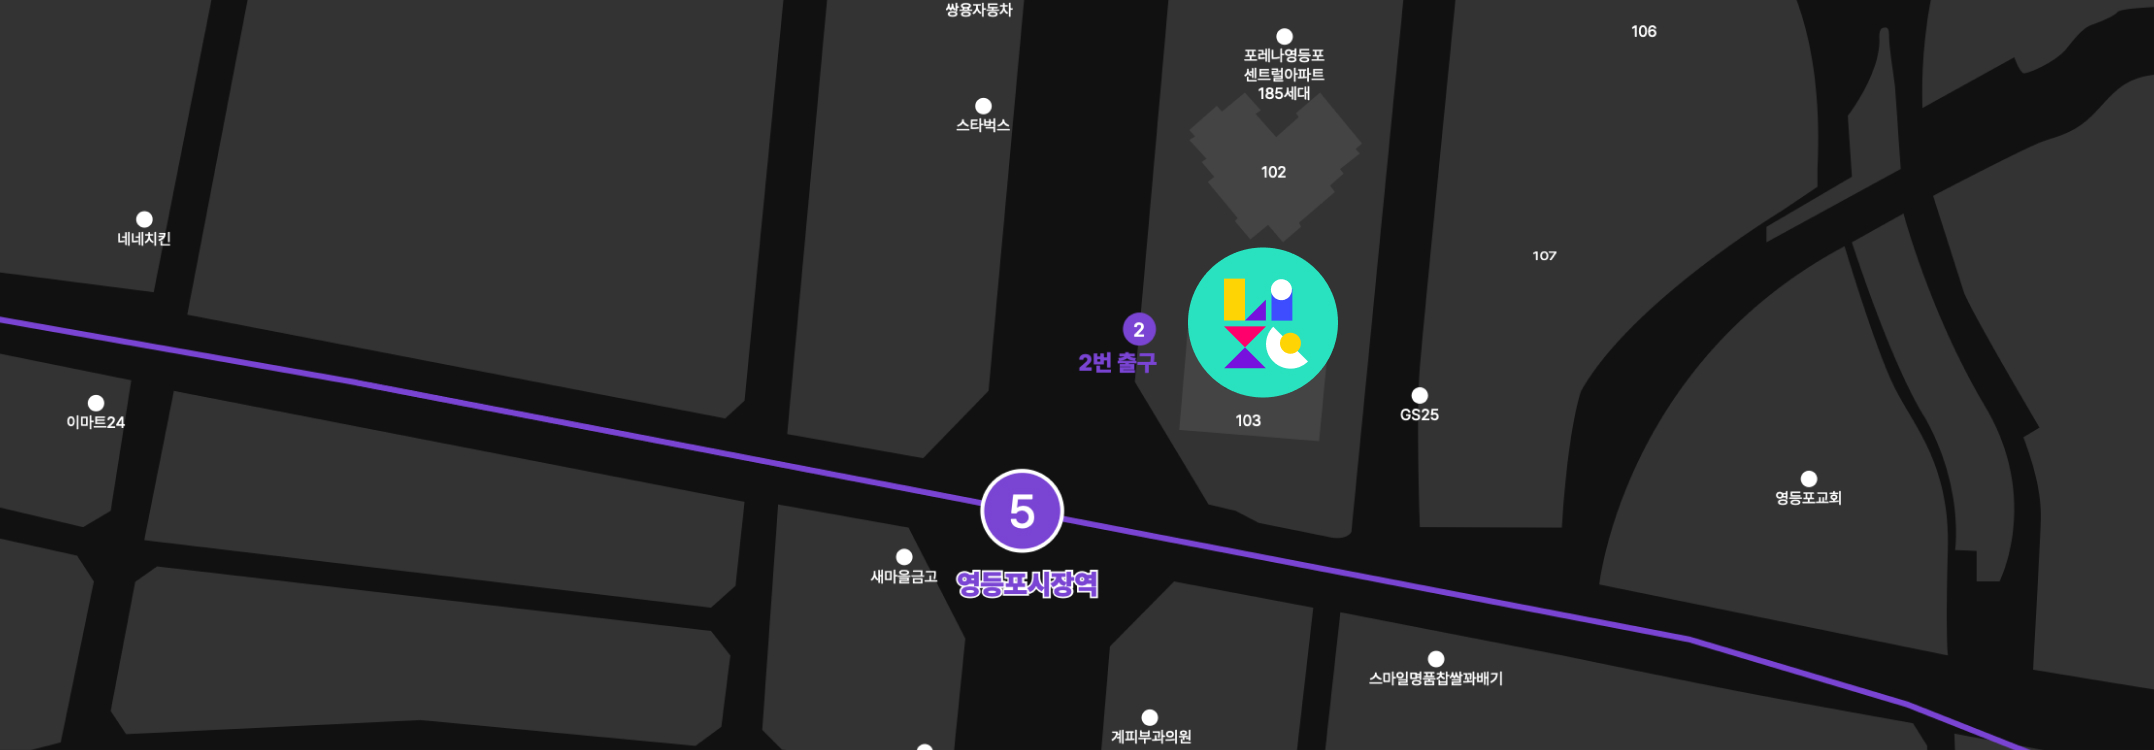 쌍용자동차
106
포레나영등포
센트럴아파트
185세대
스타벅스
102
네네치킨
107
2
2번 출구
이마트24
GS25
103
영등포교회
5
새마을금고
영등포시장역
스마일명품찹쌀꽈배기
계피부과의원